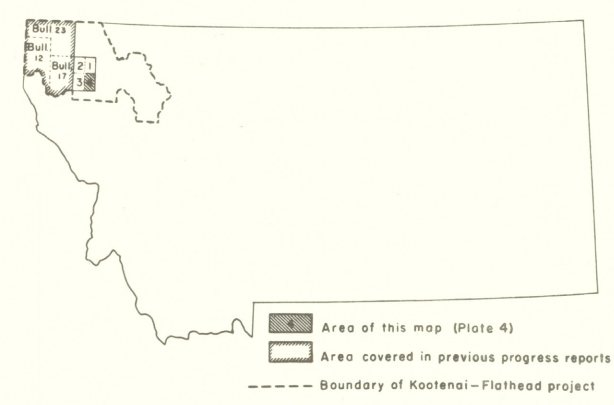 Bull. 23
Bull.
12
Bull.
17
2 1
3
4 Area of this map (Plate 4)
Area covered in previous progress reports
Boundary of Kootenai-Flathead project